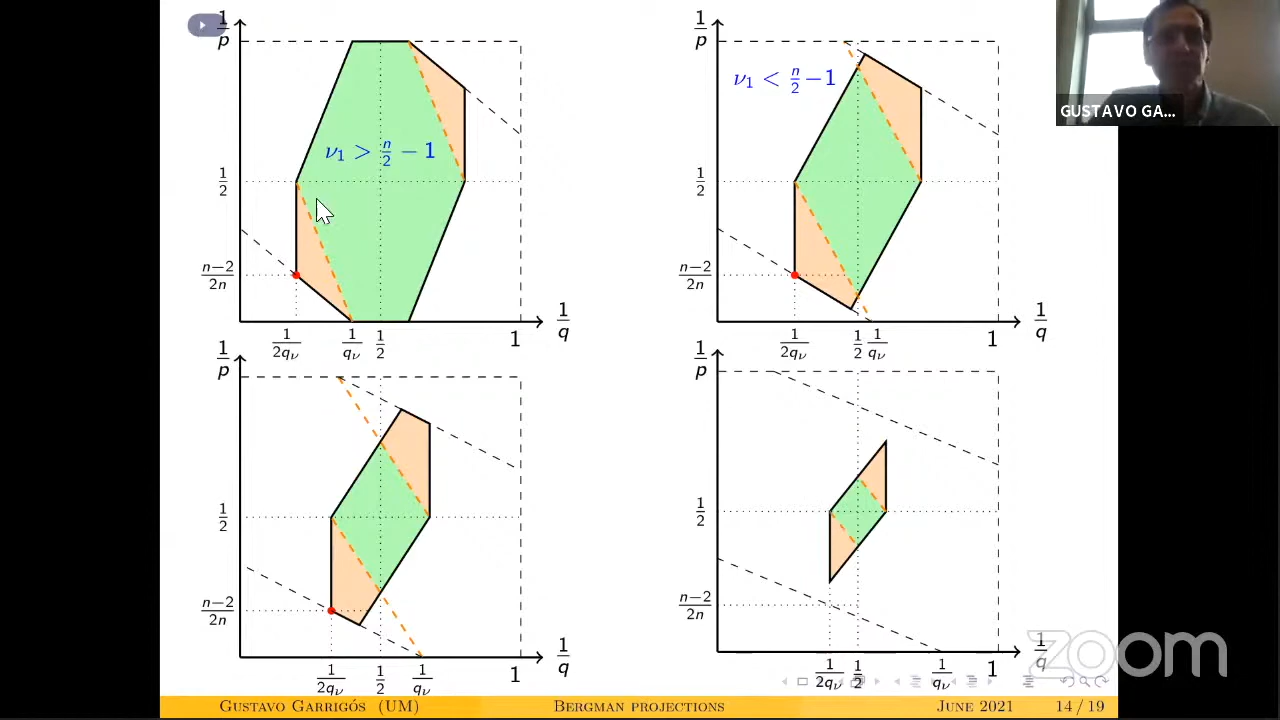 1/p
ν₁ > n/2 − 1
1/2
n−2/2n
1/2q_ν
1/q_ν
1/2
1
1/q
1/p
ν₁ < n/2 −1
1/2
n−2/2n
1/2q_ν
1/2
1/q_ν
1
1/q
GUSTAVO GA...
1/p
1/2
n−2/2n
1/2q_ν
1/2
1/q_ν
1
1/q
1/p
1/2
n−2/2n
1/2q_ν
1/2
1/q_ν
1
1/q
zoom
Gustavo Garrigós (UM)
Bergman projections
June 2021
14 / 19